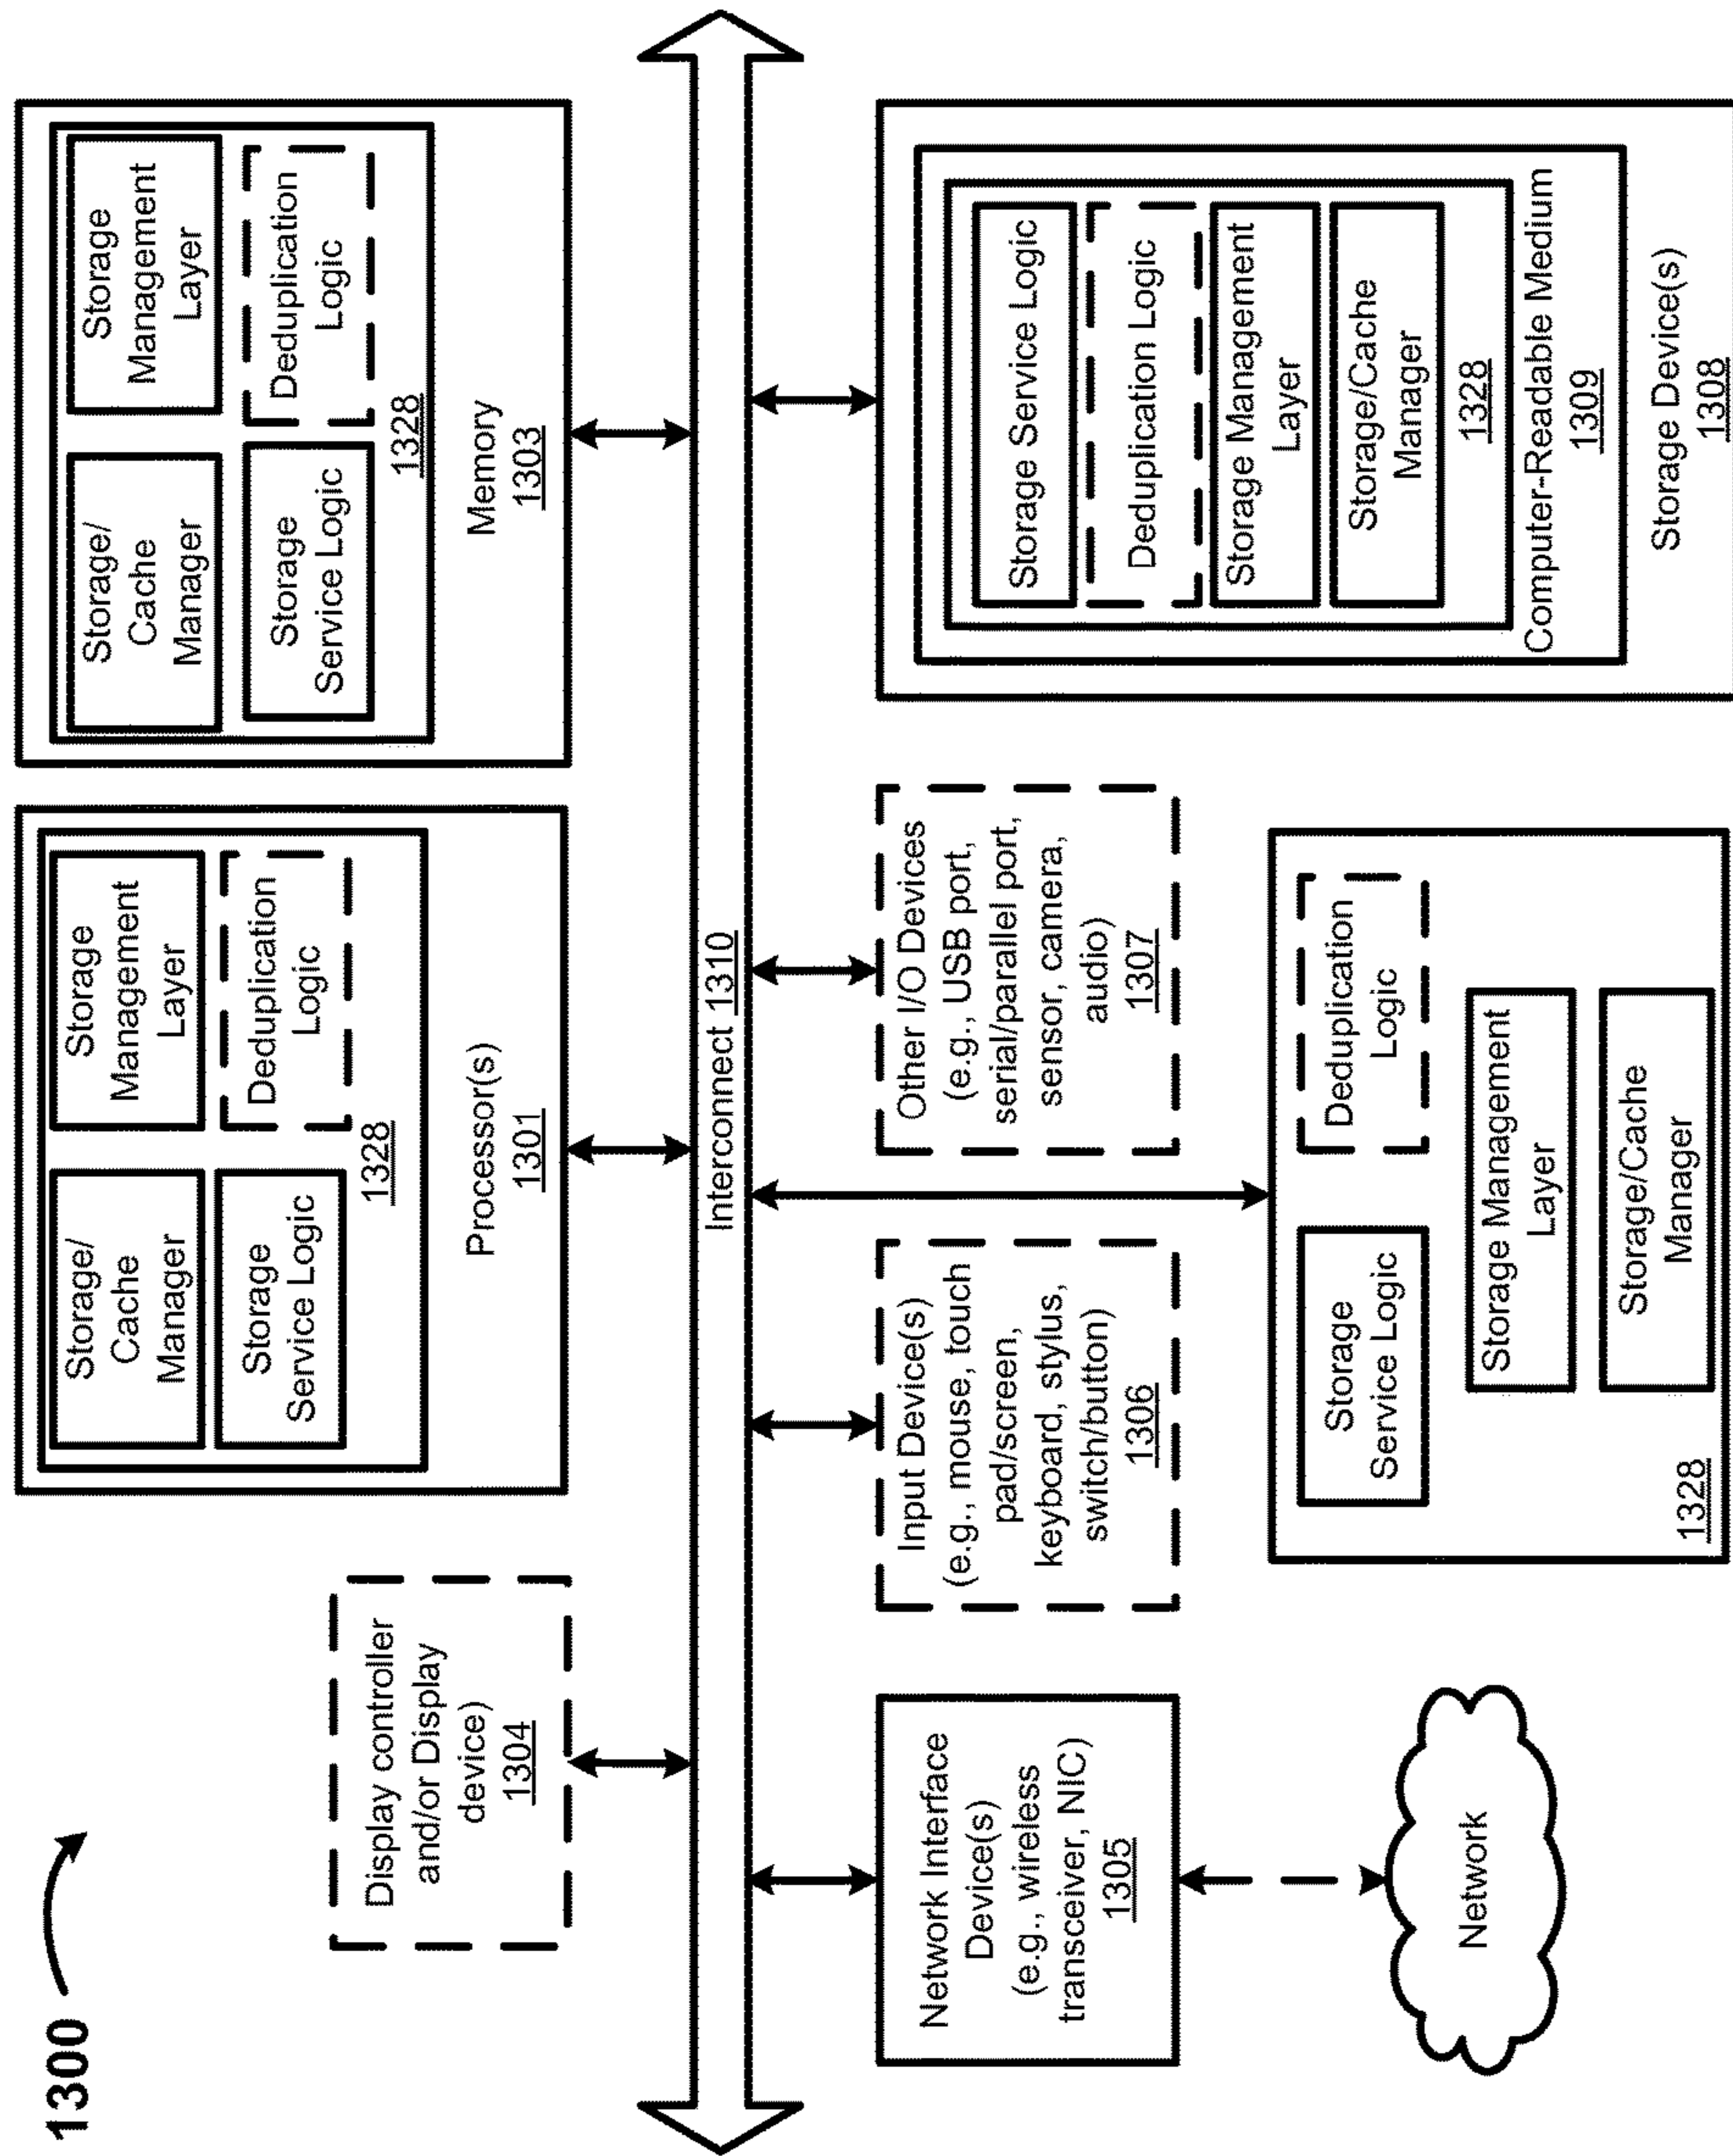 1300
Display controller
and/or Display
device)
1304
Storage/
Cache
Manager
Storage
Management
Layer
Storage
Service Logic
Deduplication
Logic
1328
Processor(s)
1301
Storage/
Cache
Manager
Storage
Management
Layer
Storage
Service Logic
Deduplication
Logic
1328
Memory
1303
Interconnect 1310
Network Interface
Device(s)
(e.g., wireless
transceiver, NIC)
1305
Network
Input Device(s)
(e.g., mouse, touch
pad/screen,
keyboard, stylus,
switch/button)
1306
Other I/O Devices
(e.g., USB port,
serial/parallel port,
sensor, camera,
audio)
1307
Storage
Service Logic
Deduplication
Logic
Storage Management
Layer
Storage/Cache
Manager
1328
Storage Service Logic
Deduplication Logic
Storage Management
Layer
Storage/Cache
Manager
1328
Computer-Readable Medium
1309
Storage Device(s)
1308